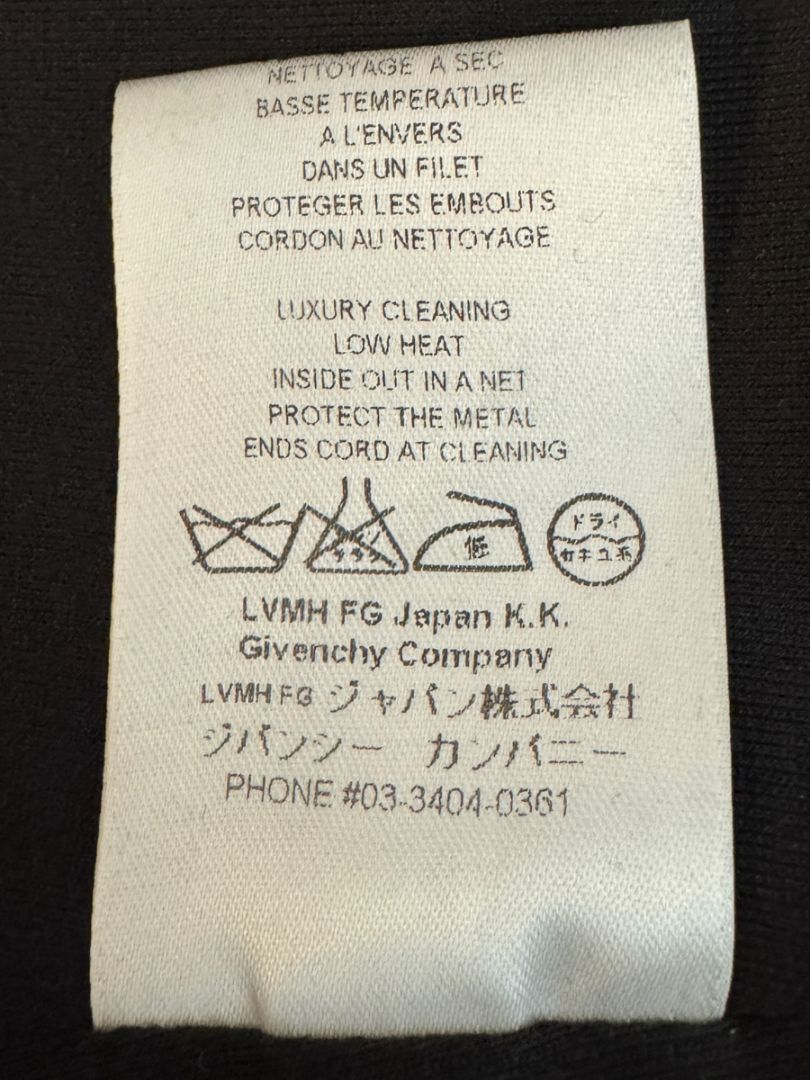 NETTOYAGE A SEC
BASSE TEMPERATURE
A L'ENVERS
DANS UN FILET
PROTEGER LES EMBOUTS
CORDON AU NETTOYAGE
LUXURY CLEANING
LOW HEAT
INSIDE OUT IN A NET
PROTECT THE METAL
ENDS CORD AT CLEANING
低
ドライ
セキユ系
LVMH FG Japan K.K.
Givenchy Company
LVMH FG ジャパン株式会社
ジバンシー カンパニー
PHONE #03-3404-0361